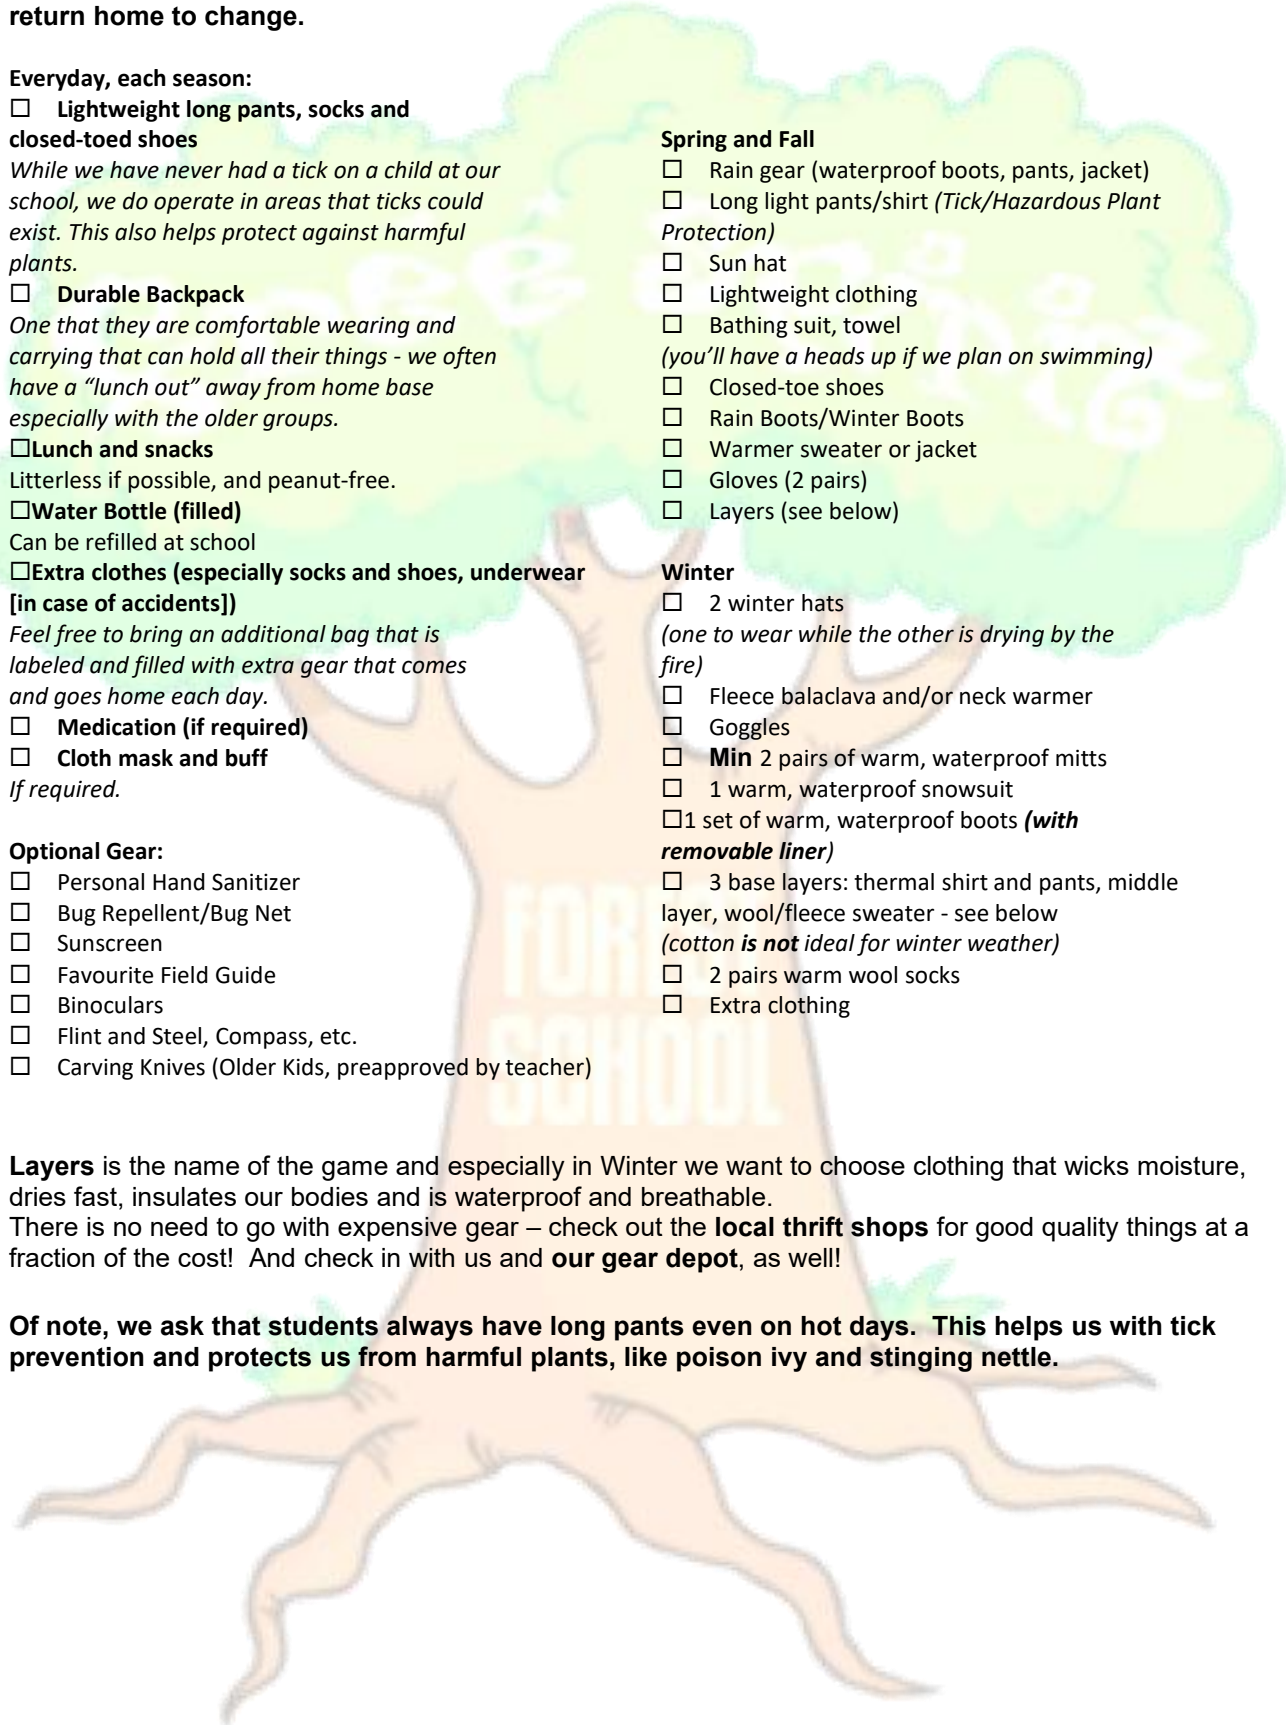 return home to change.
Everyday, each season:
☐ Lightweight long pants, socks and
closed-toed shoes
While we have never had a tick on a child at our
school, we do operate in areas that ticks could
exist. This also helps protect against harmful
plants.
☐ Durable Backpack
One that they are comfortable wearing and
carrying that can hold all their things - we often
have a “lunch out” away from home base
especially with the older groups.
☐Lunch and snacks
Litterless if possible, and peanut-free.
☐Water Bottle (filled)
Can be refilled at school
☐Extra clothes (especially socks and shoes, underwear
[in case of accidents])
Feel free to bring an additional bag that is
labeled and filled with extra gear that comes
and goes home each day.
☐ Medication (if required)
☐ Cloth mask and buff
If required.
Optional Gear:
☐ Personal Hand Sanitizer
☐ Bug Repellent/Bug Net
☐ Sunscreen
☐ Favourite Field Guide
☐ Binoculars
☐ Flint and Steel, Compass, etc.
☐ Carving Knives (Older Kids, preapproved by teacher)
Spring and Fall
☐ Rain gear (waterproof boots, pants, jacket)
☐ Long light pants/shirt (Tick/Hazardous Plant
Protection)
☐ Sun hat
☐ Lightweight clothing
☐ Bathing suit, towel
(you’ll have a heads up if we plan on swimming)
☐ Closed-toe shoes
☐ Rain Boots/Winter Boots
☐ Warmer sweater or jacket
☐ Gloves (2 pairs)
☐ Layers (see below)
Winter
☐ 2 winter hats
(one to wear while the other is drying by the
fire)
☐ Fleece balaclava and/or neck warmer
☐ Goggles
☐ Min 2 pairs of warm, waterproof mitts
☐ 1 warm, waterproof snowsuit
☐1 set of warm, waterproof boots (with
removable liner)
☐ 3 base layers: thermal shirt and pants, middle
layer, wool/fleece sweater - see below
(cotton is not ideal for winter weather)
☐ 2 pairs warm wool socks
☐ Extra clothing
FOREST
SCHOOL
Layers is the name of the game and especially in Winter we want to choose clothing that wicks moisture,
dries fast, insulates our bodies and is waterproof and breathable.
There is no need to go with expensive gear – check out the local thrift shops for good quality things at a
fraction of the cost!  And check in with us and our gear depot, as well!
Of note, we ask that students always have long pants even on hot days.  This helps us with tick
prevention and protects us from harmful plants, like poison ivy and stinging nettle.